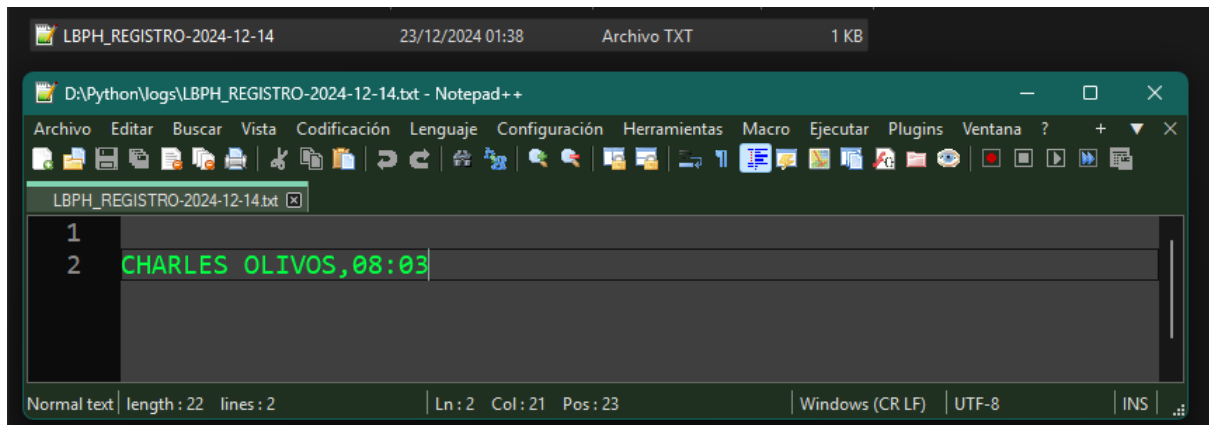 LBPH_REGISTRO-2024-12-14 23/12/2024 01:38 Archivo TXT 1 KB
D:\Python\logs\LBPH_REGISTRO-2024-12-14.txt - Notepad++
Archivo Editar Buscar Vista Codificación Lenguaje Configuración Herramientas Macro Ejecutar Plugins Ventana ? + ▼ ×
LBPH_REGISTRO-2024-12-14.txt
1
2 CHARLES OLIVOS,08:03
Normal text length : 22 lines : 2 Ln : 2 Col : 21 Pos : 23 Windows (CR LF) UTF-8 INS